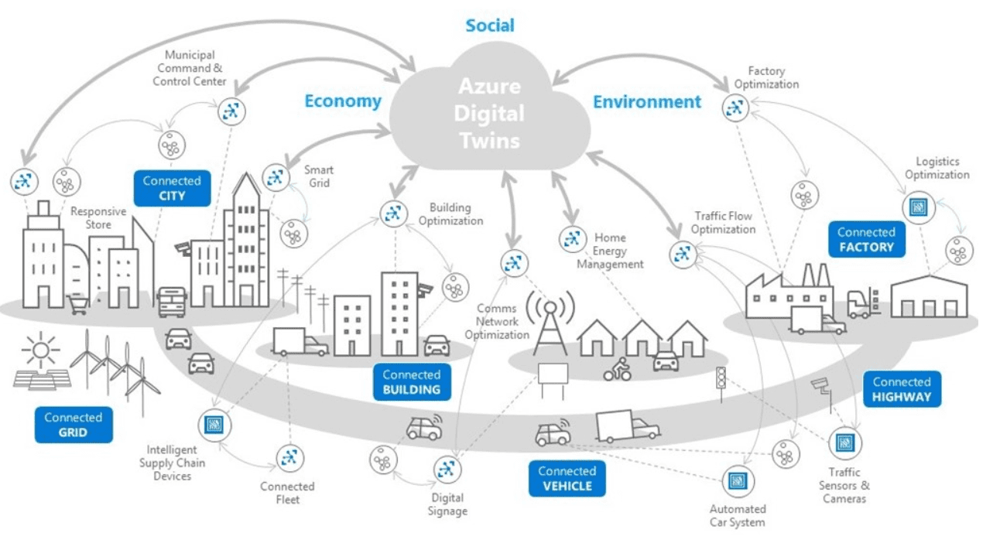 Social
Municipal
Command &
Control Center
Economy
Azure
Digital
Twins
Environment
Factory
Optimization
Connected
CITY
Smart
Grid
Logistics
Optimization
Responsive
Store
Building
Optimization
Traffic Flow
Optimization
Home
Energy
Management
Connected
FACTORY
Comms
Network
Optimization
Connected
BUILDING
Connected
HIGHWAY
Connected
GRID
Intelligent
Supply Chain
Devices
Connected
Fleet
Digital
Signage
Connected
VEHICLE
Automated
Car System
Traffic
Sensors &
Cameras